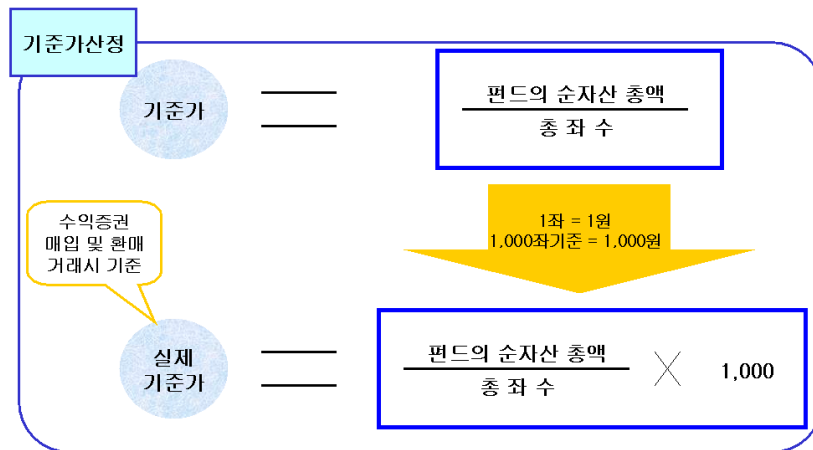 기준가산정
기준가
펀드의 순자산 총액
총 좌 수
1좌 = 1원
1,000좌기준 = 1,000원
수익증권
매입 및 환매
거래시 기준
실제
기준가
펀드의 순자산 총액
총 좌 수
1,000